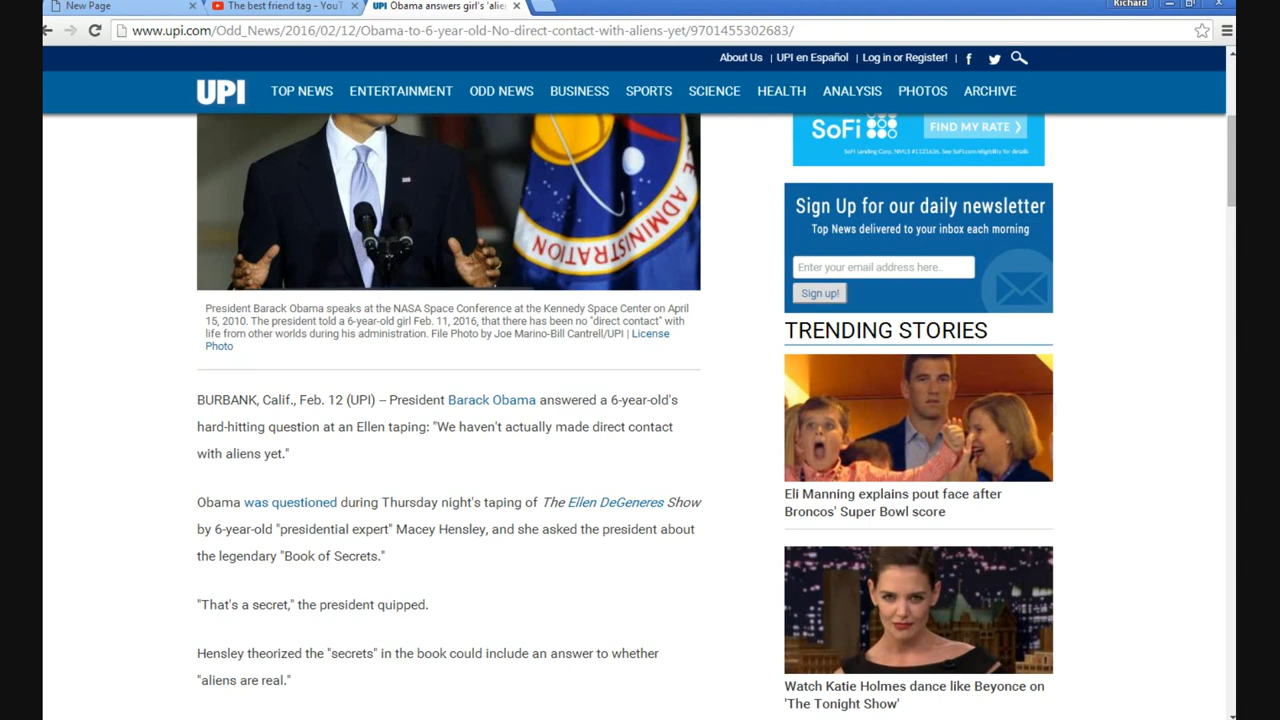 New Page
The best friend tag - YouT
UPI Obama answers girl's 'alie
Richard
www.upi.com/Odd_News/2016/02/12/Obama-to-6-year-old-No-direct-contact-with-aliens-yet/9701455302683/
About Us | UPI en Español | Log in or Register! |
UPI TOP NEWS ENTERTAINMENT ODD NEWS BUSINESS SPORTS SCIENCE HEALTH ANALYSIS PHOTOS ARCHIVE
ADMINISTRATION
President Barack Obama speaks at the NASA Space Conference at the Kennedy Space Center on April
15, 2010. The president told a 6-year-old girl Feb. 11, 2016, that there has been no "direct contact" with
life from other worlds during his administration. File Photo by Joe Marino-Bill Cantrell/UPI | License
Photo
BURBANK, Calif., Feb. 12 (UPI) -- President Barack Obama answered a 6-year-old's
hard-hitting question at an Ellen taping: "We haven't actually made direct contact
with aliens yet."
Obama was questioned during Thursday night's taping of The Ellen DeGeneres Show
by 6-year-old "presidential expert" Macey Hensley, and she asked the president about
the legendary "Book of Secrets."
"That's a secret," the president quipped.
Hensley theorized the "secrets" in the book could include an answer to whether
"aliens are real."
SoFi FIND MY RATE
SoFi Lending Corp. NMLS #1121636. See SoFi.com/eligibility for details
Sign Up for our daily newsletter
Top News delivered to your inbox each morning
Enter your email address here..
Sign up!
TRENDING STORIES
Eli Manning explains pout face after
Broncos' Super Bowl score
Watch Katie Holmes dance like Beyonce on
'The Tonight Show'